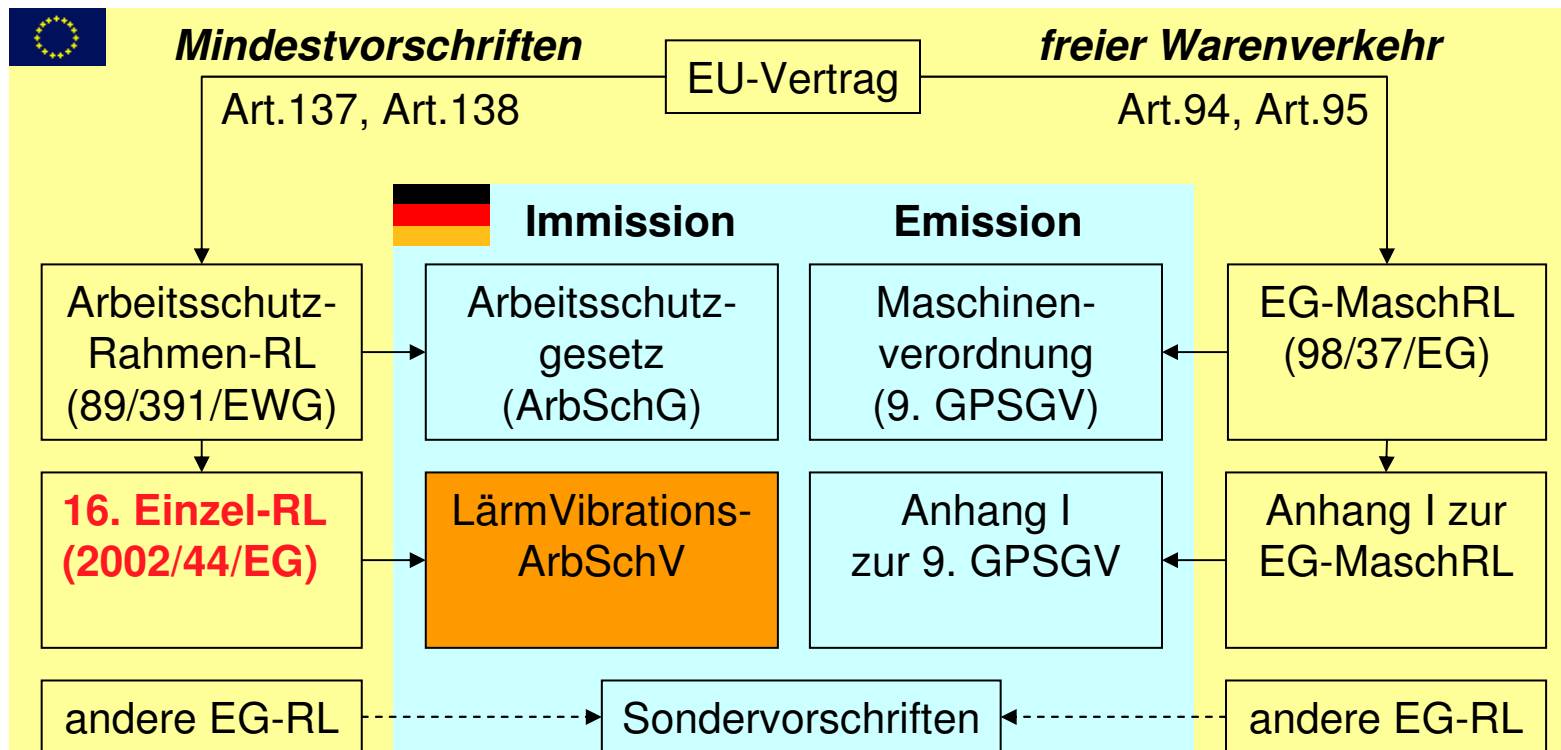 Mindestvorschriften
EU-Vertrag
freier Warenverkehr
Art.137, Art.138
Art.94, Art.95
Immission
Emission
Arbeitsschutz-
Rahmen-RL
(89/391/EWG)
Arbeitsschutz-
gesetz
(ArbSchG)
Maschinen-
verordnung
(9. GPSGV)
EG-MaschRL
(98/37/EG)
16. Einzel-RL
(2002/44/EG)
LärmVibrations-
ArbSchV
Anhang I
zur 9. GPSGV
Anhang I zur
EG-MaschRL
andere EG-RL
Sondervorschriften
andere EG-RL